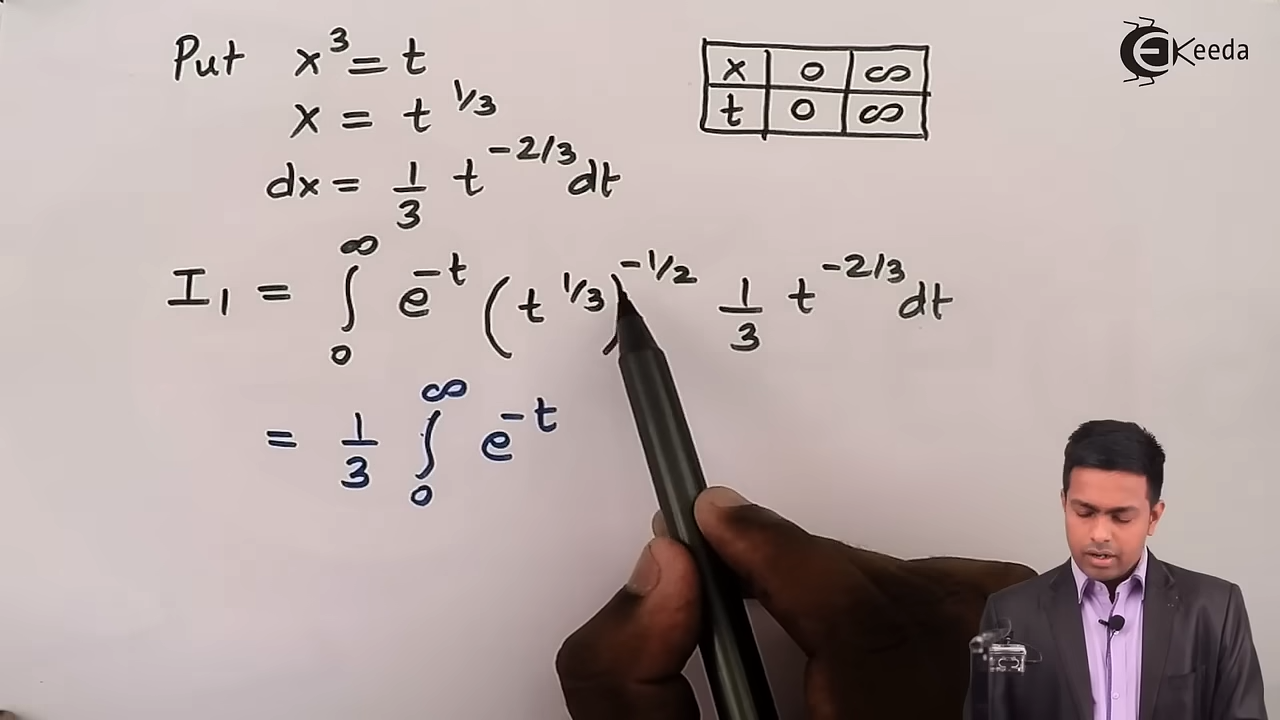 Put x³ = t
x = t^1/3
dx = 1/3 t^-2/3 dt
x 0 ∞
t 0 ∞
EKeeda
I₁ = ∫₀^∞ e^-t (t^1/3)^-1/2 1/3 t^-2/3 dt
= 1/3 ∫₀^∞ e^-t